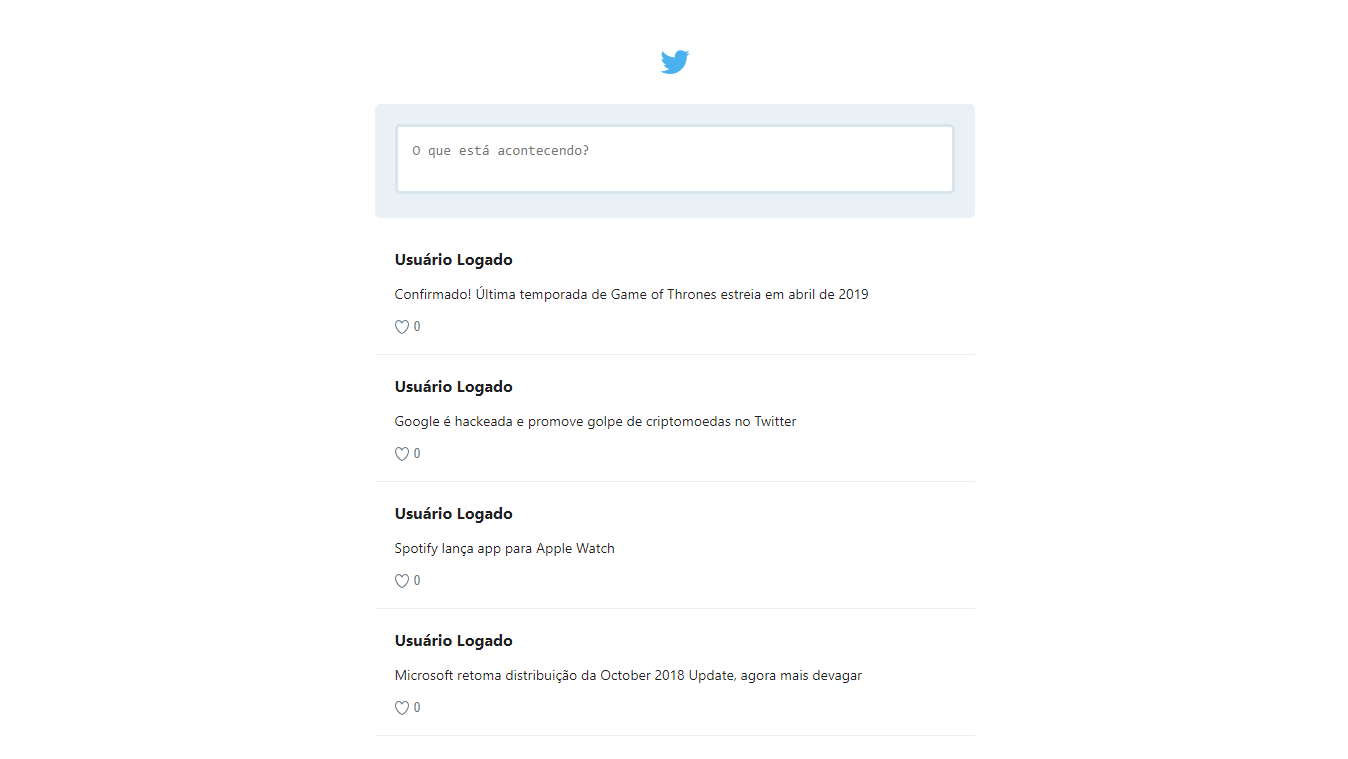 O que está acontecendo?
Usuário Logado
Confirmado! Última temporada de Game of Thrones estreia em abril de 2019
0
Usuário Logado
Google é hackeada e promove golpe de criptomoedas no Twitter
0
Usuário Logado
Spotify lança app para Apple Watch
0
Usuário Logado
Microsoft retoma distribuição da October 2018 Update, agora mais devagar
0